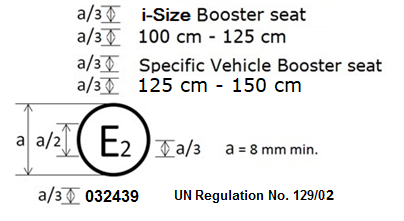 a/3 i-Size Booster seat
a/3 100 cm - 125 cm
a/3 Specific Vehicle Booster seat
a/3 125 cm - 150 cm
a a/2 E2 a/3 a = 8 mm min.
a/3 032439 UN Regulation No. 129/02